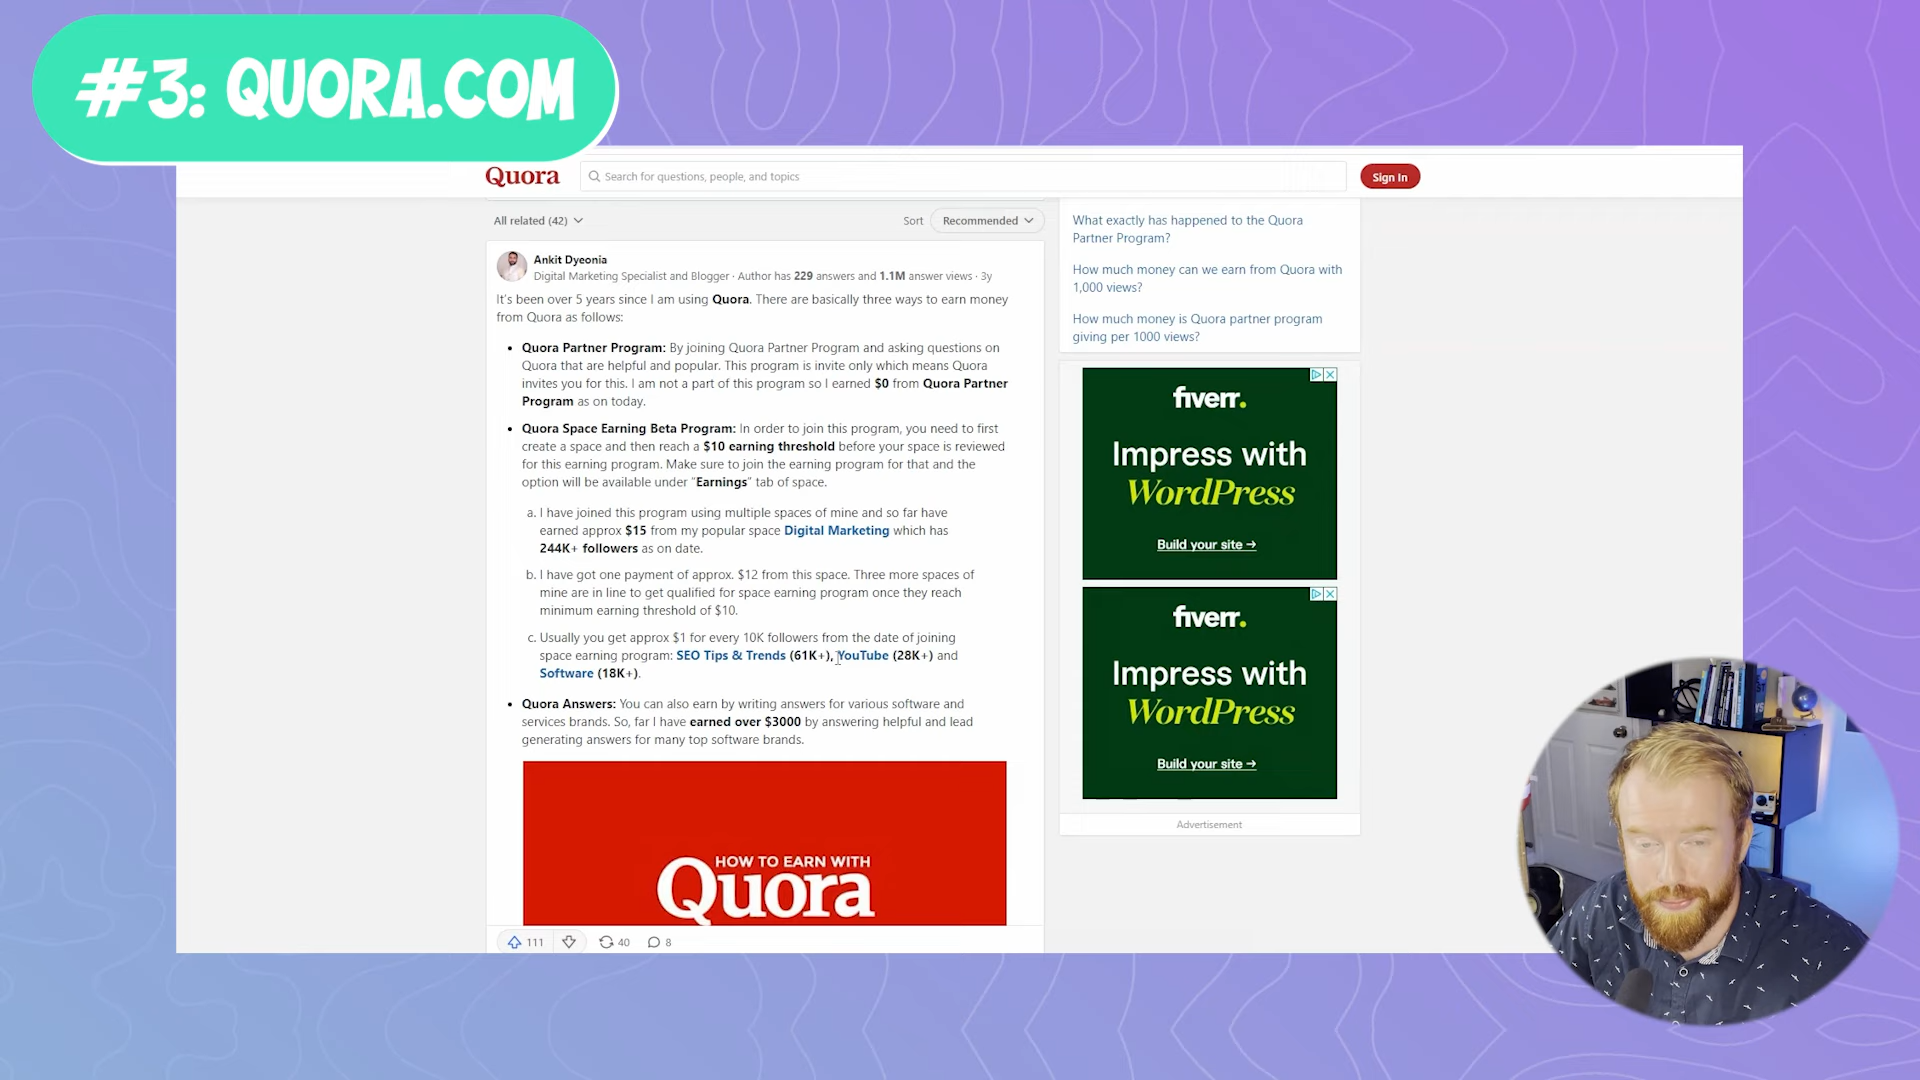 #3: QUORA.COM
Quora
Search for questions, people, and topics
Sign In
All related (42)
Sort
Recommended
Ankit Dyeonia
Digital Marketing Specialist and Blogger · Author has 229 answers and 1.1M answer views · 3y
It's been over 5 years since I am using Quora. There are basically three ways to earn money
from Quora as follows:
• Quora Partner Program: By joining Quora Partner Program and asking questions on
Quora that are helpful and popular. This program is invite only which means Quora
invites you for this. I am not a part of this program so I earned $0 from Quora Partner
Program as on today.
• Quora Space Earning Beta Program: In order to join this program, you need to first
create a space and then reach a $10 earning threshold before your space is reviewed
for this earning program. Make sure to join the earning program for that and the
option will be available under "Earnings" tab of space.
a. I have joined this program using multiple spaces of mine and so far have
earned approx $15 from my popular space Digital Marketing which has
244K+ followers as on date.
b. I have got one payment of approx. $12 from this space. Three more spaces of
mine are in line to get qualified for space earning program once they reach
minimum earning threshold of $10.
c. Usually you get approx $1 for every 10K followers from the date of joining
space earning program: SEO Tips & Trends (61K+), YouTube (28K+) and
Software (18K+).
• Quora Answers: You can also earn by writing answers for various software and
services brands. So, far I have earned over $3000 by answering helpful and lead
generating answers for many top software brands.
HOW TO EARN WITH
Quora
111
40
8
What exactly has happened to the Quora
Partner Program?
How much money can we earn from Quora with
1,000 views?
How much money is Quora partner program
giving per 1000 views?
fiverr.
Impress with
WordPress
Build your site →
fiverr.
Impress with
WordPress
Build your site →
Advertisement